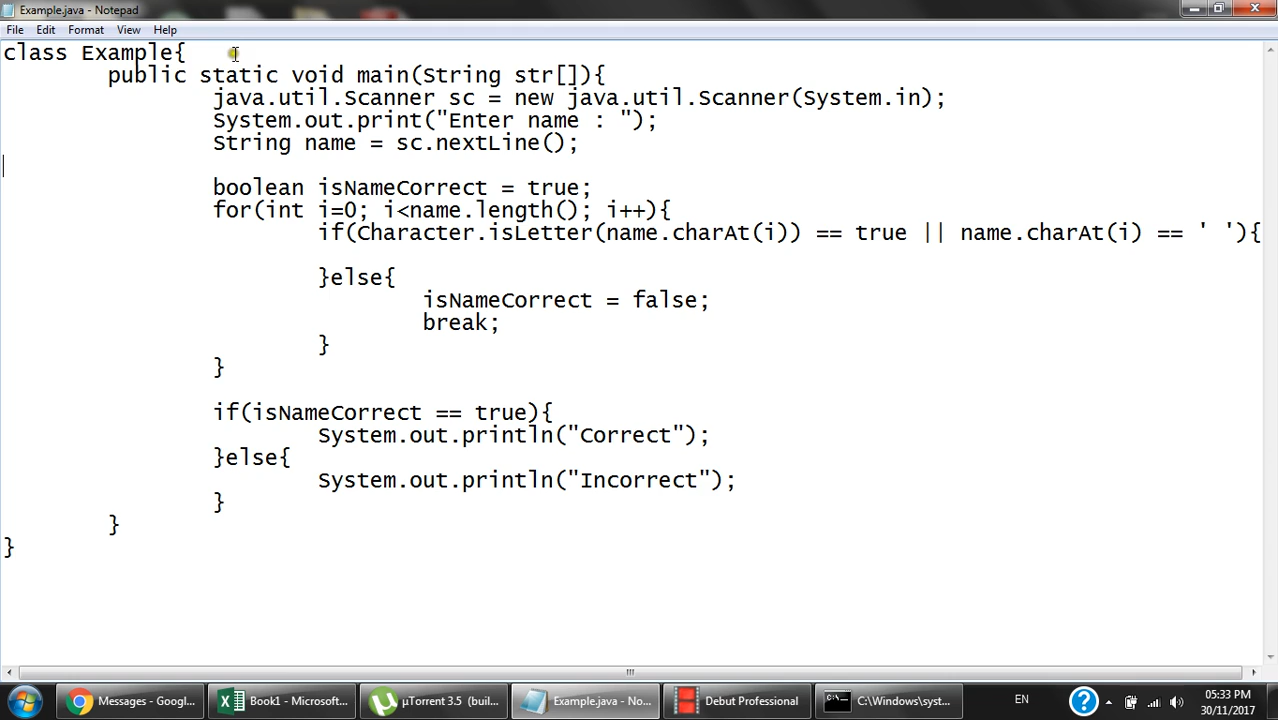 Example.java - Notepad
File Edit Format View Help
class Example{
public static void main(String str[]){
java.util.Scanner sc = new java.util.Scanner(System.in);
System.out.print("Enter name : ");
String name = sc.nextLine();
boolean isNameCorrect = true;
for(int i=0; i<name.length(); i++){
if(Character.isLetter(name.charAt(i)) == true || name.charAt(i) == ' '){
}else{
isNameCorrect = false;
break;
}
}
if(isNameCorrect == true){
System.out.println("Correct");
}else{
System.out.println("Incorrect");
}
}
}
Messages - Googl... Book1 - Microsoft... µTorrent 3.5 (buil... Example.java - No... Debut Professional C:\Windows\syst... EN 05:33 PM
30/11/2017